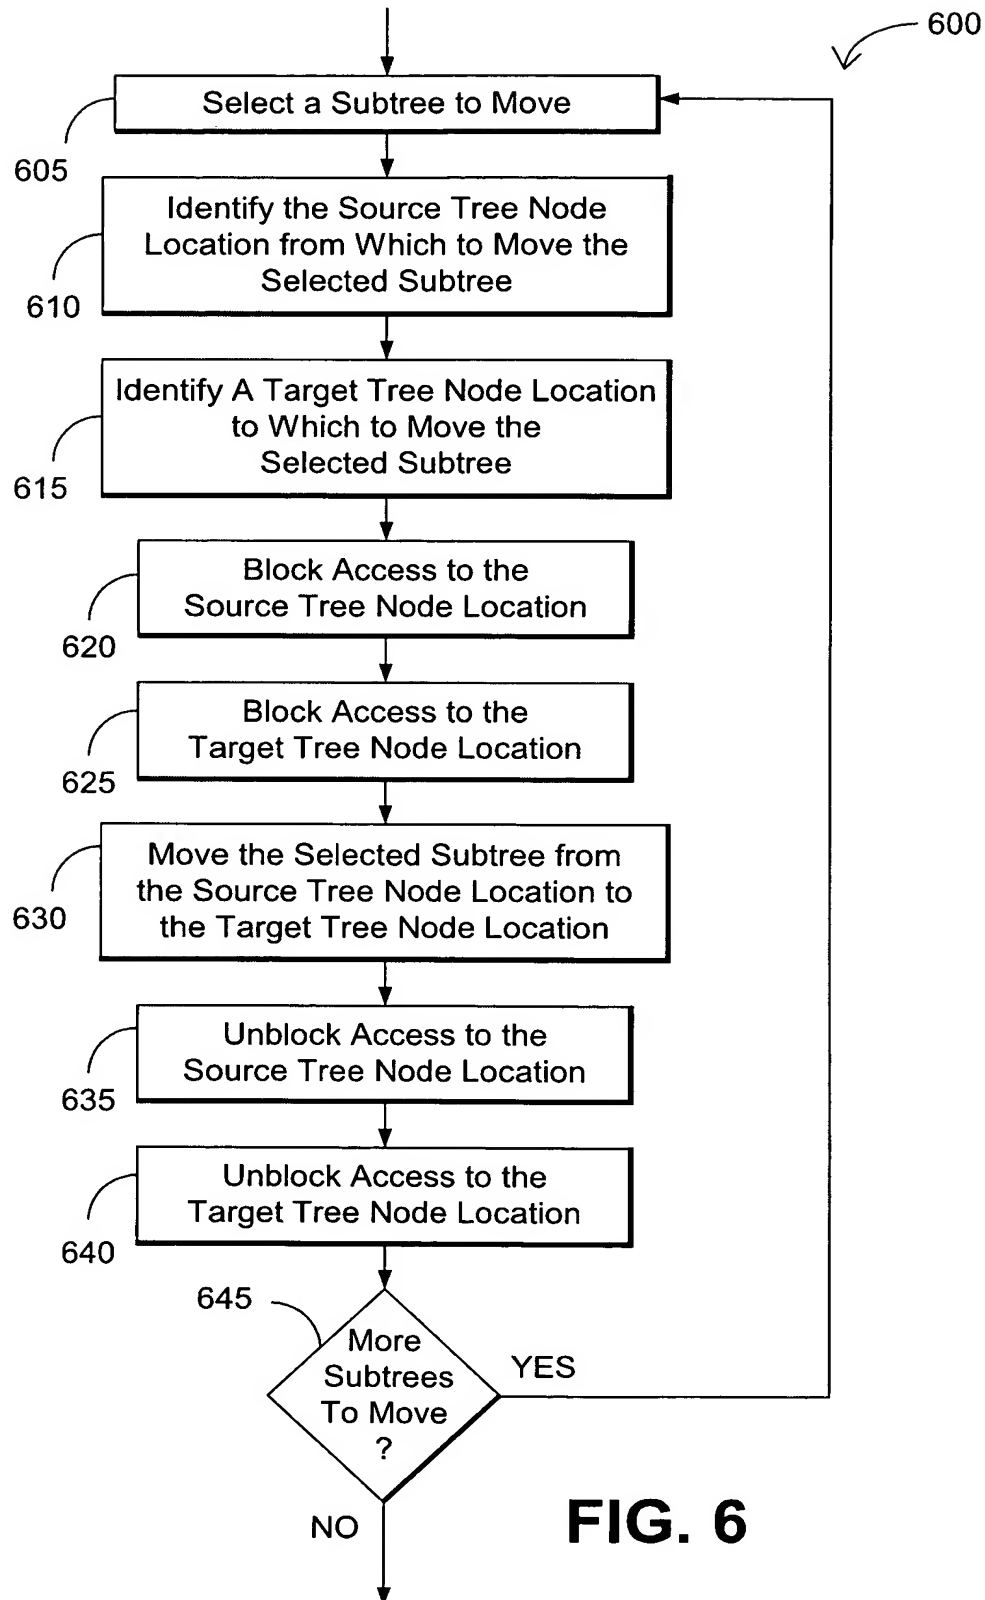 600
Select a Subtree to Move
605
Identify the Source Tree Node
Location from Which to Move the
Selected Subtree
610
Identify A Target Tree Node Location
to Which to Move the
Selected Subtree
615
Block Access to the
Source Tree Node Location
620
Block Access to the
Target Tree Node Location
625
Move the Selected Subtree from
the Source Tree Node Location to
the Target Tree Node Location
630
Unblock Access to the
Source Tree Node Location
635
Unblock Access to the
Target Tree Node Location
640
645
More
Subtrees
To Move
?
YES
NO
FIG. 6